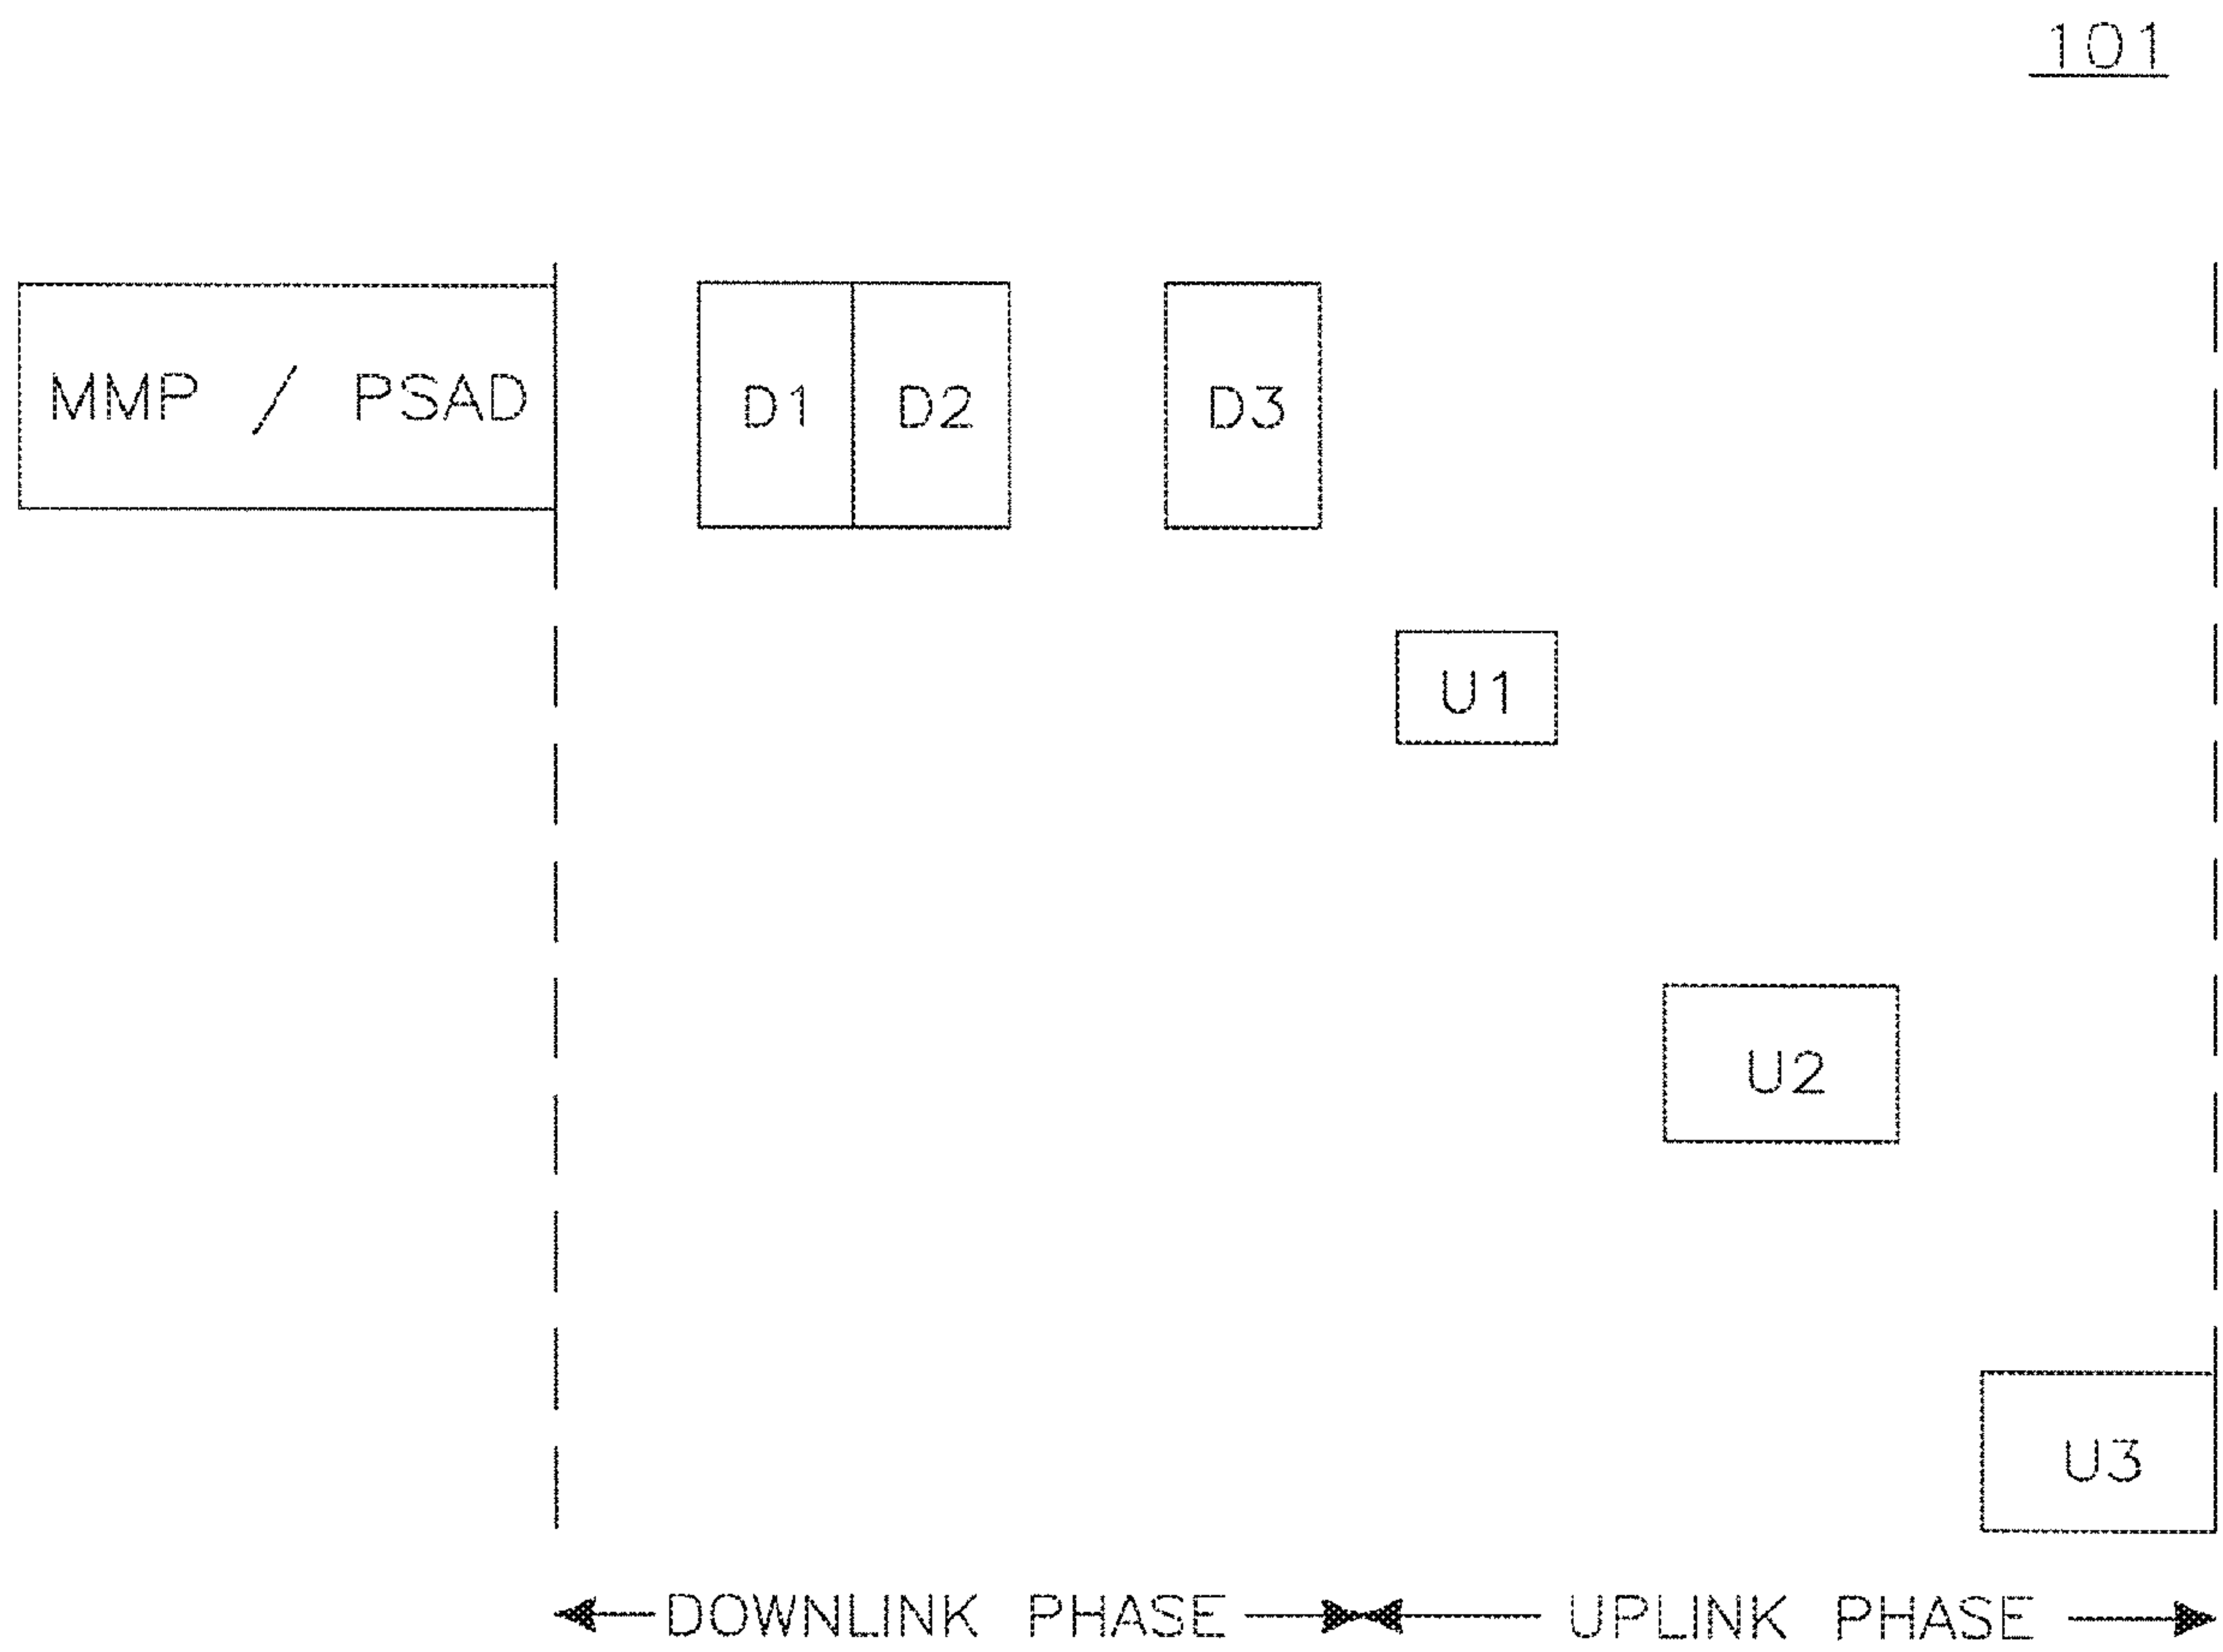 101
MMP / PSAD
D1
D2
D3
U1
U2
U3
DOWNLINK PHASE
UPLINK PHASE